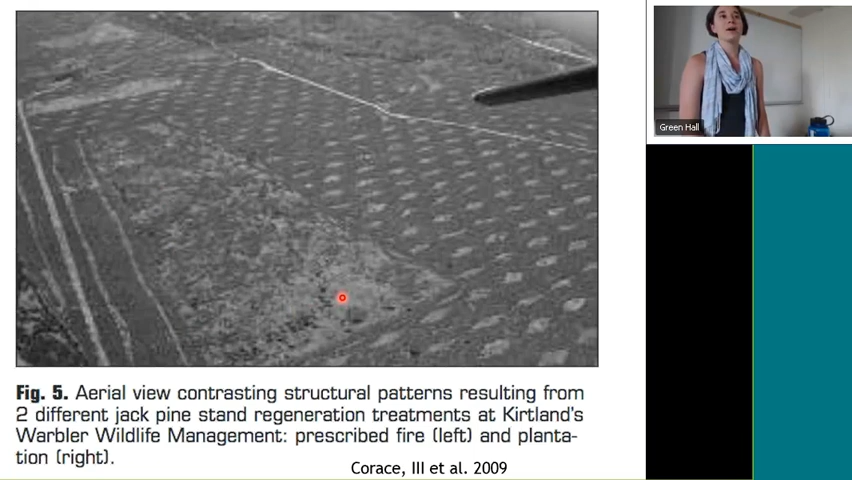 Fig. 5. Aerial view contrasting structural patterns resulting from
2 different jack pine stand regeneration treatments at Kirtland's
Warbler Wildlife Management: prescribed fire (left) and planta-
tion (right).
Corace, III et al. 2009
Green Hall